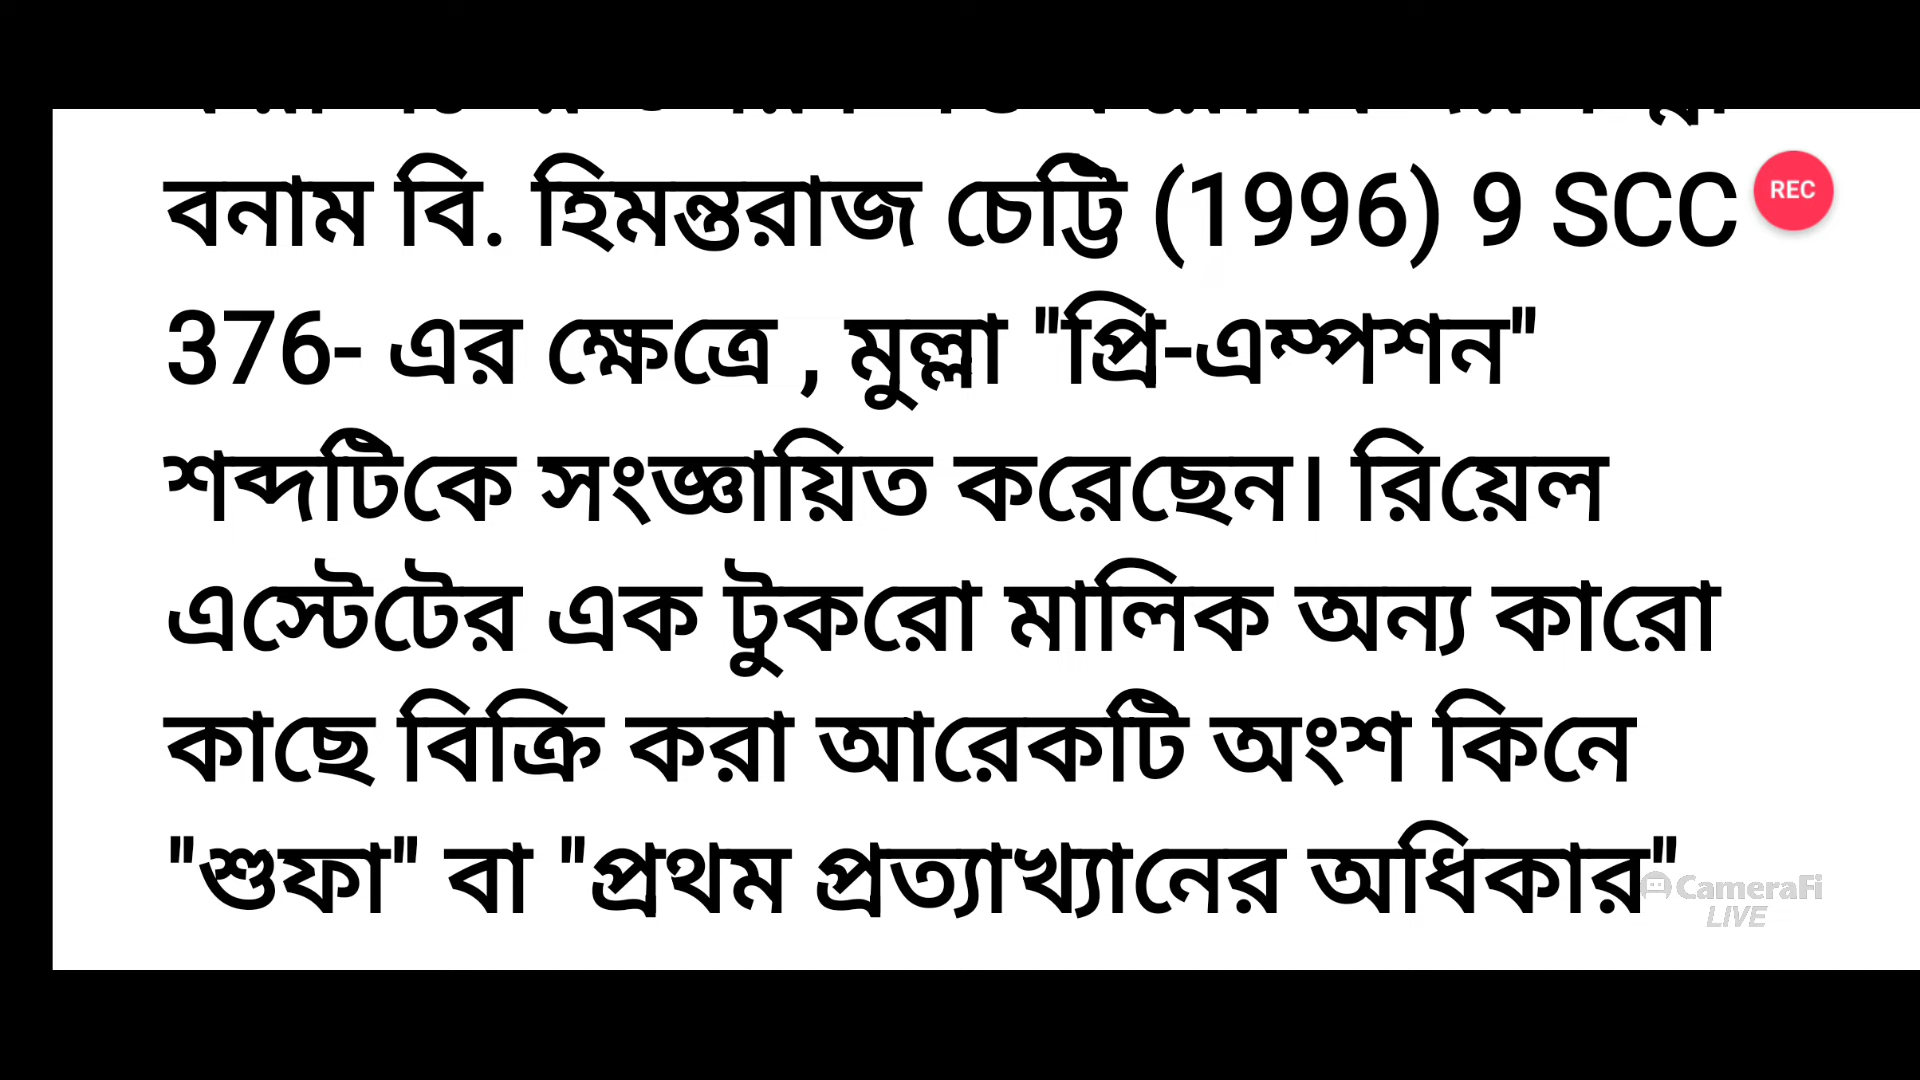 বনাম বি. হিমন্তরাজ চেট্টি (1996) 9 SCC
REC
376- এর ক্ষেত্রে , মুল্লা "প্রি-এম্পশন"
শব্দটিকে সংজ্ঞায়িত করেছেন। রিয়েল
এস্টেটের এক টুকরো মালিক অন্য কারো
কাছে বিক্রি করা আরেকটি অংশ কিনে
"শুফা" বা "প্রথম প্রত্যাখ্যানের অধিকার"
CameraFi
LIVE